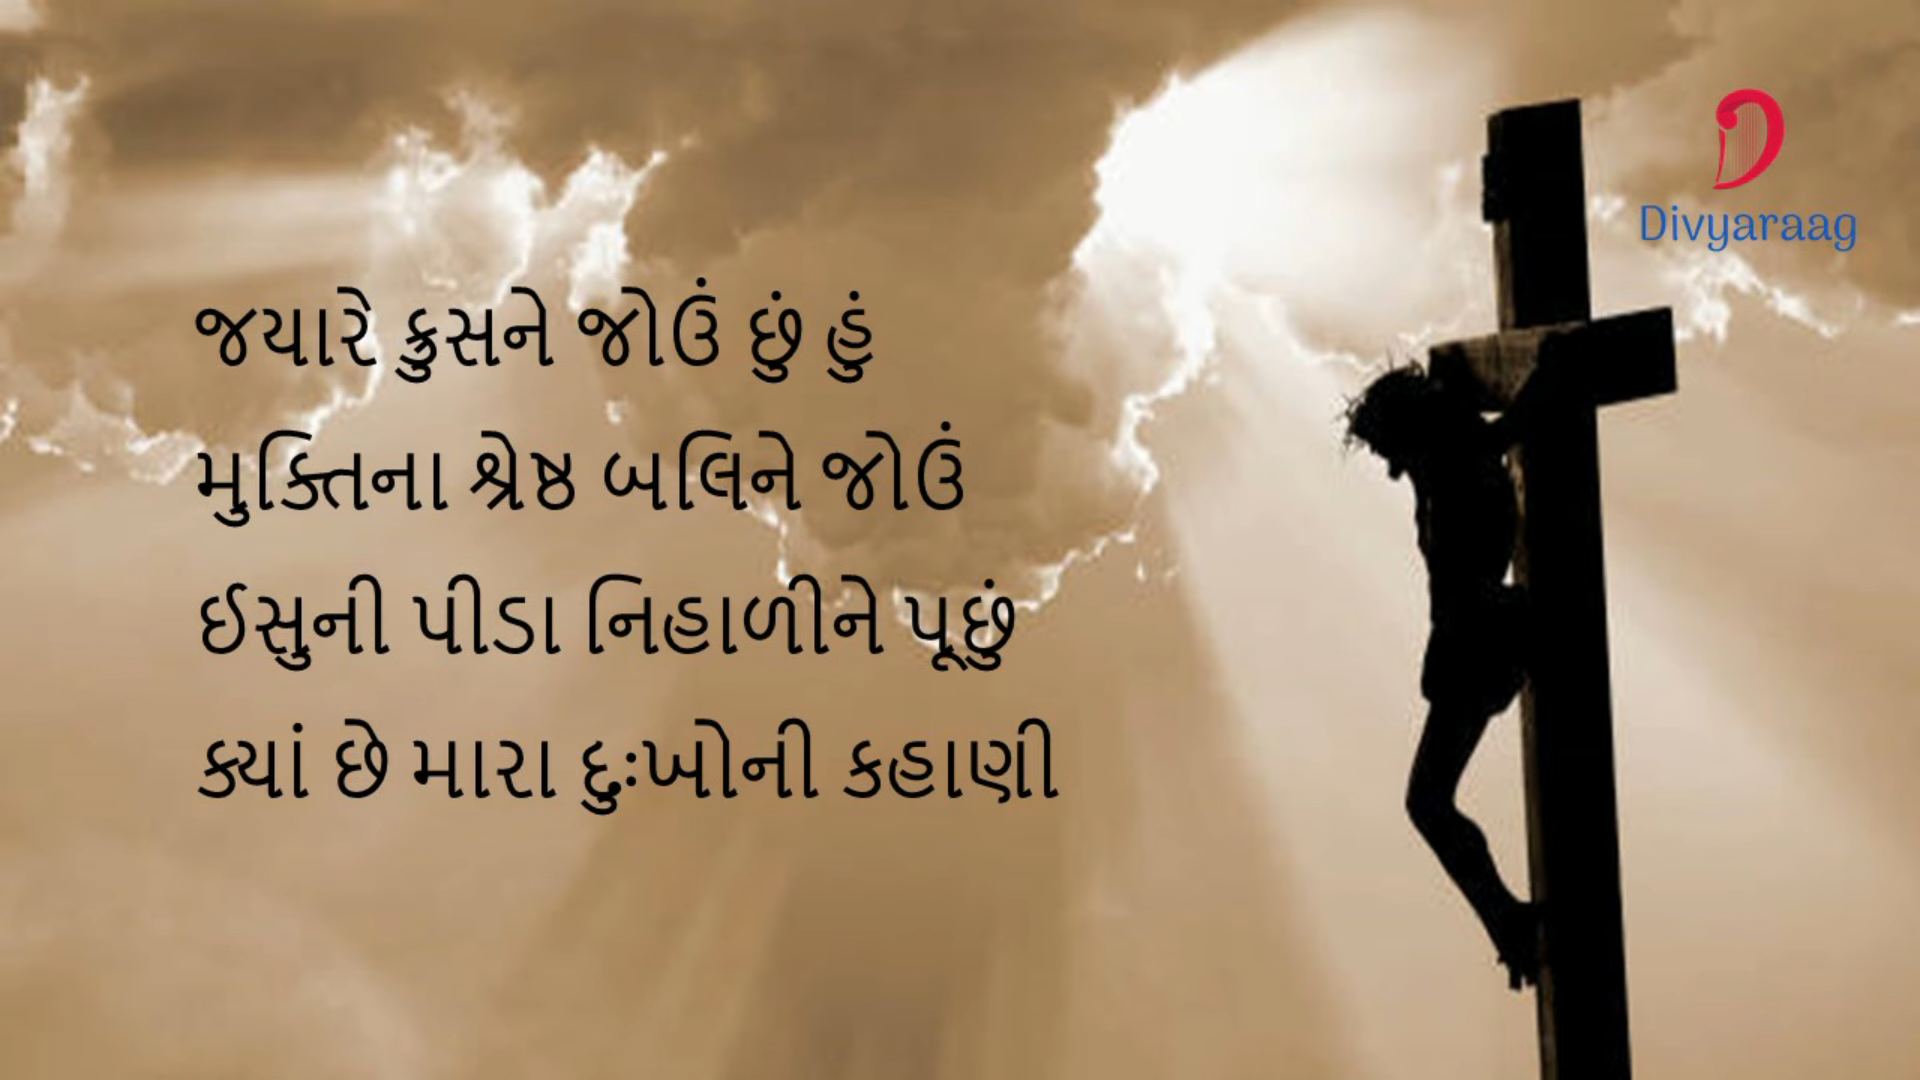 જયારે ક્રુસને જોઉં છું હું
મુક્તિના શ્રેષ્ઠ બલિને જોઉં
ઈસુની પીડા નિહાળીને પૂછું
ક્યાં છે મારા દુઃખોની કહાણી
Divyaraag